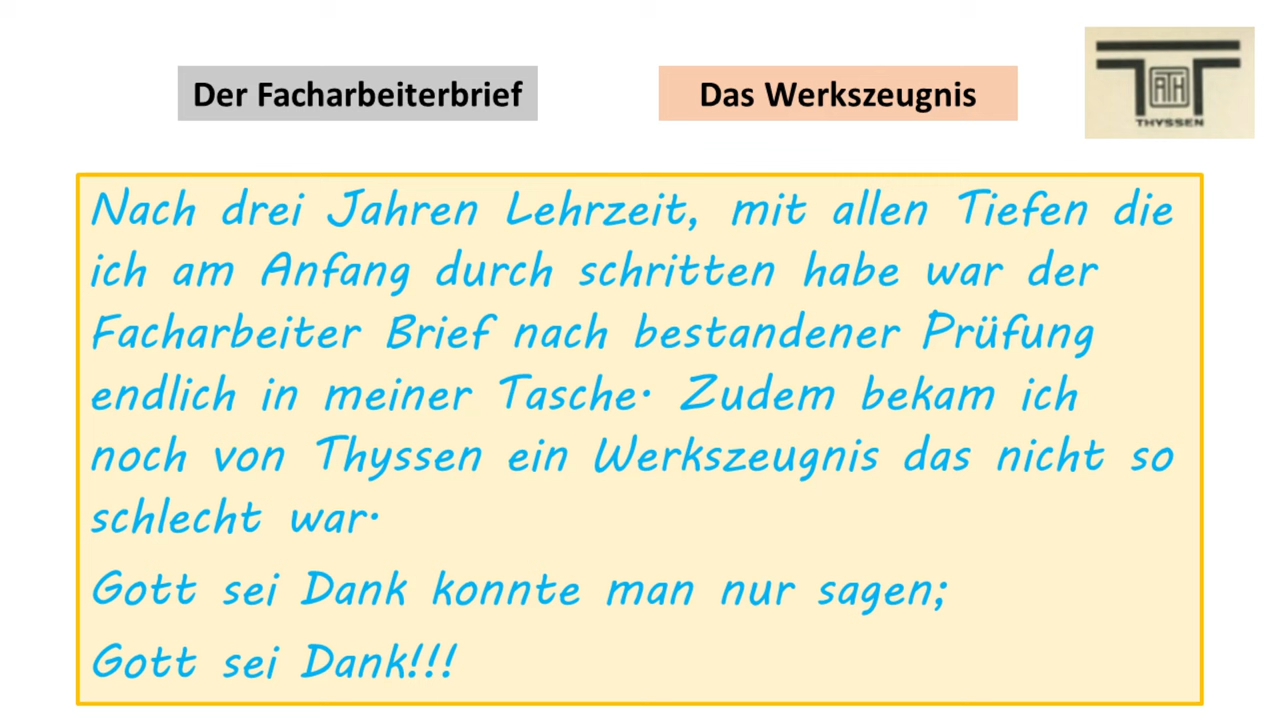 Der Facharbeiterbrief
Das Werkszeugnis
ATH
THYSSEN
Nach drei Jahren Lehrzeit, mit allen Tiefen die
ich am Anfang durch schritten habe war der
Facharbeiter Brief nach bestandener Prüfung
endlich in meiner Tasche. Zudem bekam ich
noch von Thyssen ein Werkszeugnis das nicht so
schlecht war.
Gott sei Dank konnte man nur sagen;
Gott sei Dank!!!